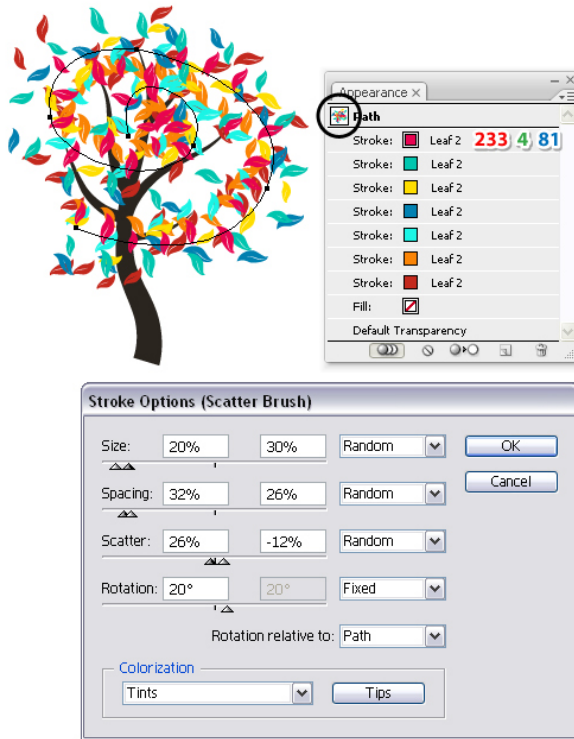 Appearance ×
Path
Stroke: Leaf 2 233 4 81
Stroke: Leaf 2
Stroke: Leaf 2
Stroke: Leaf 2
Stroke: Leaf 2
Stroke: Leaf 2
Stroke: Leaf 2
Fill:
Default Transparency
Stroke Options (Scatter Brush)
Size: 20% 30% Random OK
Spacing: 32% 26% Random Cancel
Scatter: 26% -12% Random
Rotation: 20° 20° Fixed
Rotation relative to: Path
Colorization
Tints Tips